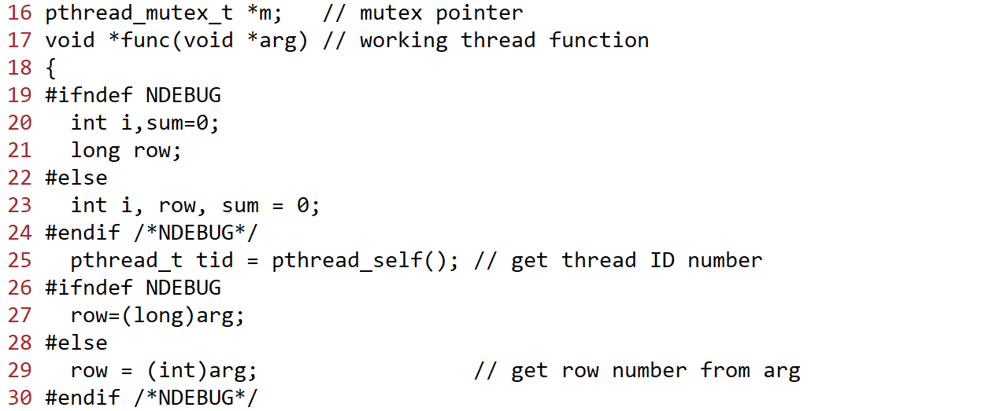 16 pthread_mutex_t *m;   // mutex pointer
17 void *func(void *arg) // working thread function
18 {
19 #ifndef NDEBUG
20   int i,sum=0;
21   long row;
22 #else
23   int i, row, sum = 0;
24 #endif /*NDEBUG*/
25   pthread_t tid = pthread_self(); // get thread ID number
26 #ifndef NDEBUG
27   row=(long)arg;
28 #else
29   row = (int)arg;                 // get row number from arg
30 #endif /*NDEBUG*/